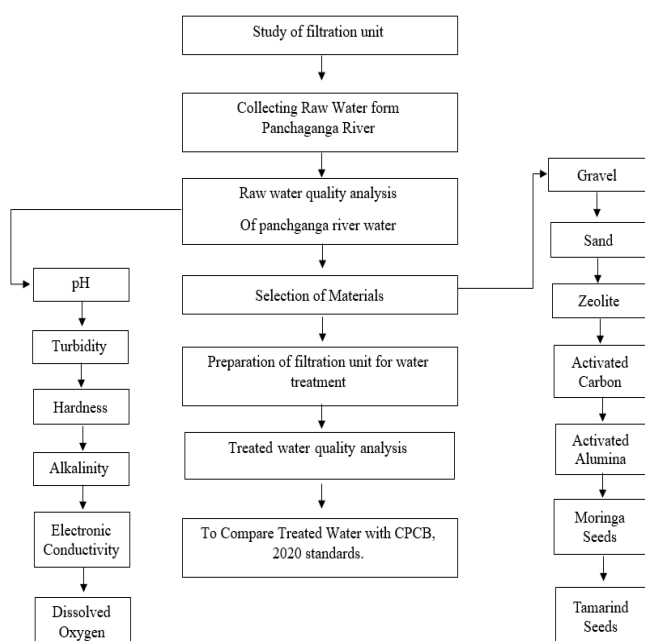 Study of filtration unit
Collecting Raw Water form
Panchaganga River
Raw water quality analysis
Of panchganga river water
Selection of Materials
Preparation of filtration unit for water
treatment
Treated water quality analysis
To Compare Treated Water with CPCB,
2020 standards.
pH
Turbidity
Hardness
Alkalinity
Electronic
Conductivity
Dissolved
Oxygen
Gravel
Sand
Zeolite
Activated
Carbon
Activated
Alumina
Moringa
Seeds
Tamarind
Seeds